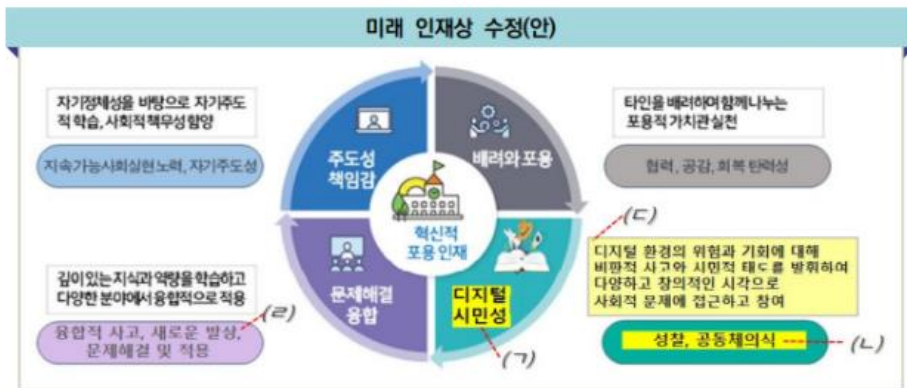 미래 인재상 수정(안)
자기정체성을 바탕으로 자기주도
적 학습, 사회적 책무성 함양
지속가능사회실현 노력, 자기주도성
주도성
책임감
배려와 포용
타인을 배려하며 함께 나누는
포용적 가치관 실천
협력, 공감, 회복 탄력성
혁신적
포용 인재
(ㄷ)
디지털 환경의 위험과 기회에 대해
비판적 사고와 시민적 태도를 발휘하여
다양하고 창의적인 시각으로
사회적 문제에 접근하고 참여
깊이 있는 지식과 역량을 학습하고
다양한 분야에서 융합적으로 적용
(ㄹ)
융합적 사고, 새로운 발상,
문제해결 및 적용
문제해결
융합
디지털
시민성
(ㄱ)
성찰, 공동체의식
(ㄴ)